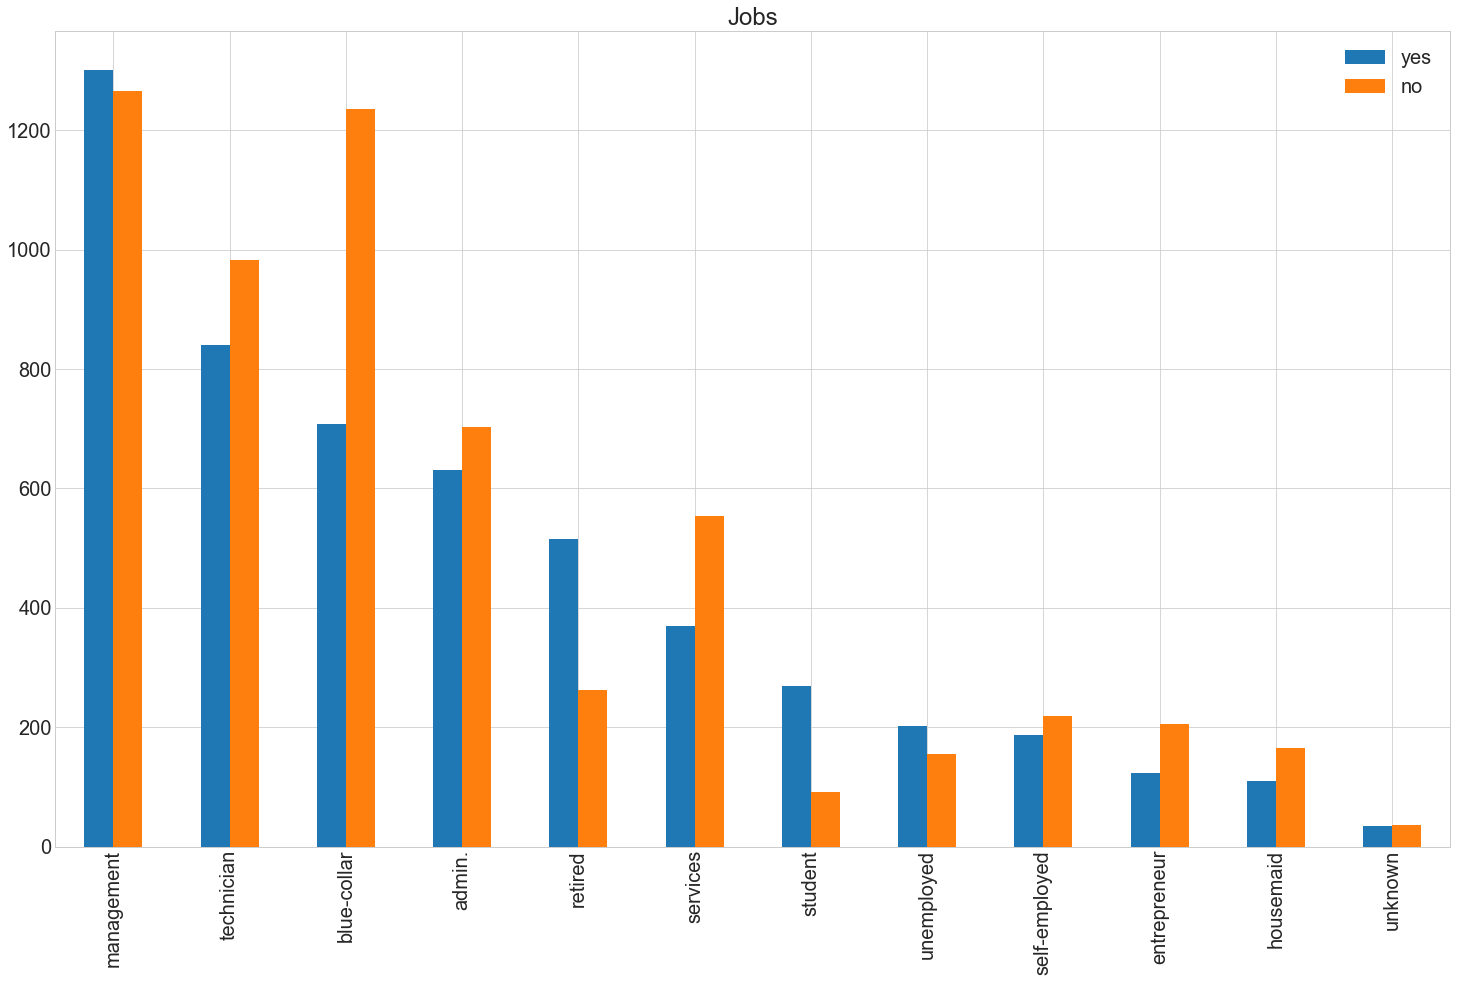 Jobs
yes
no
1200
1000
800
600
400
200
0
management
technician
blue-collar
admin.
retired
services
student
unemployed
self-employed
entrepreneur
housemaid
unknown